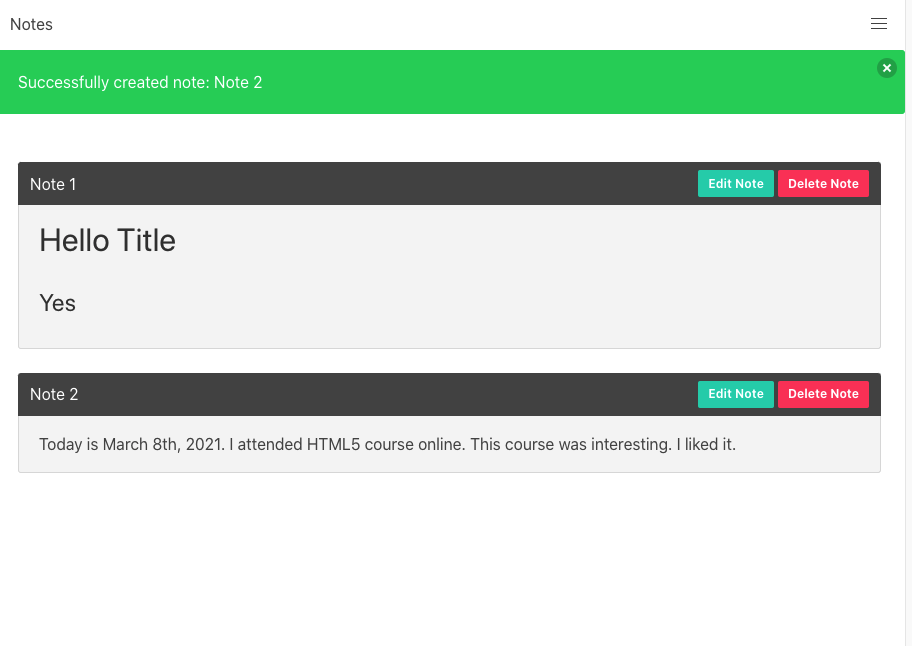 Notes
Successfully created note: Note 2
Note 1 Edit Note Delete Note
Hello Title
Yes
Note 2 Edit Note Delete Note
Today is March 8th, 2021. I attended HTML5 course online. This course was interesting. I liked it.